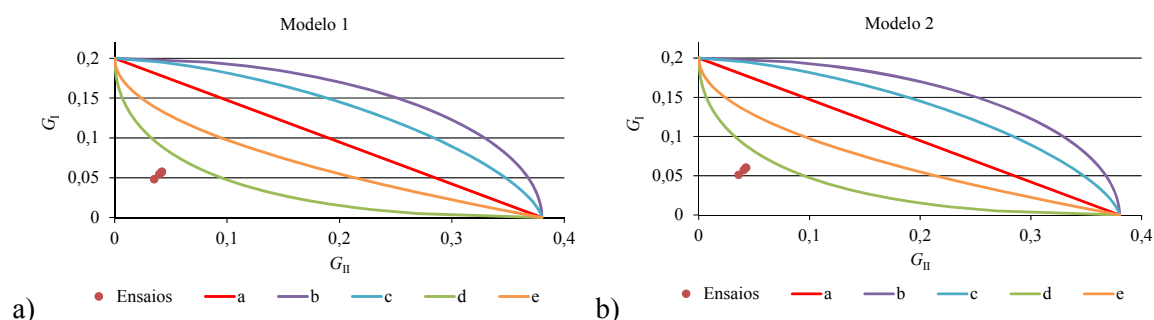 Modelo 1
G_I
0,2
0,15
0,1
0,05
0
0 0,1 0,2 0,3 0,4
G_II
Ensaios a b c d e
a)
Modelo 2
G_I
0,2
0,15
0,1
0,05
0
0 0,1 0,2 0,3 0,4
G_II
Ensaios a b c d e
b)